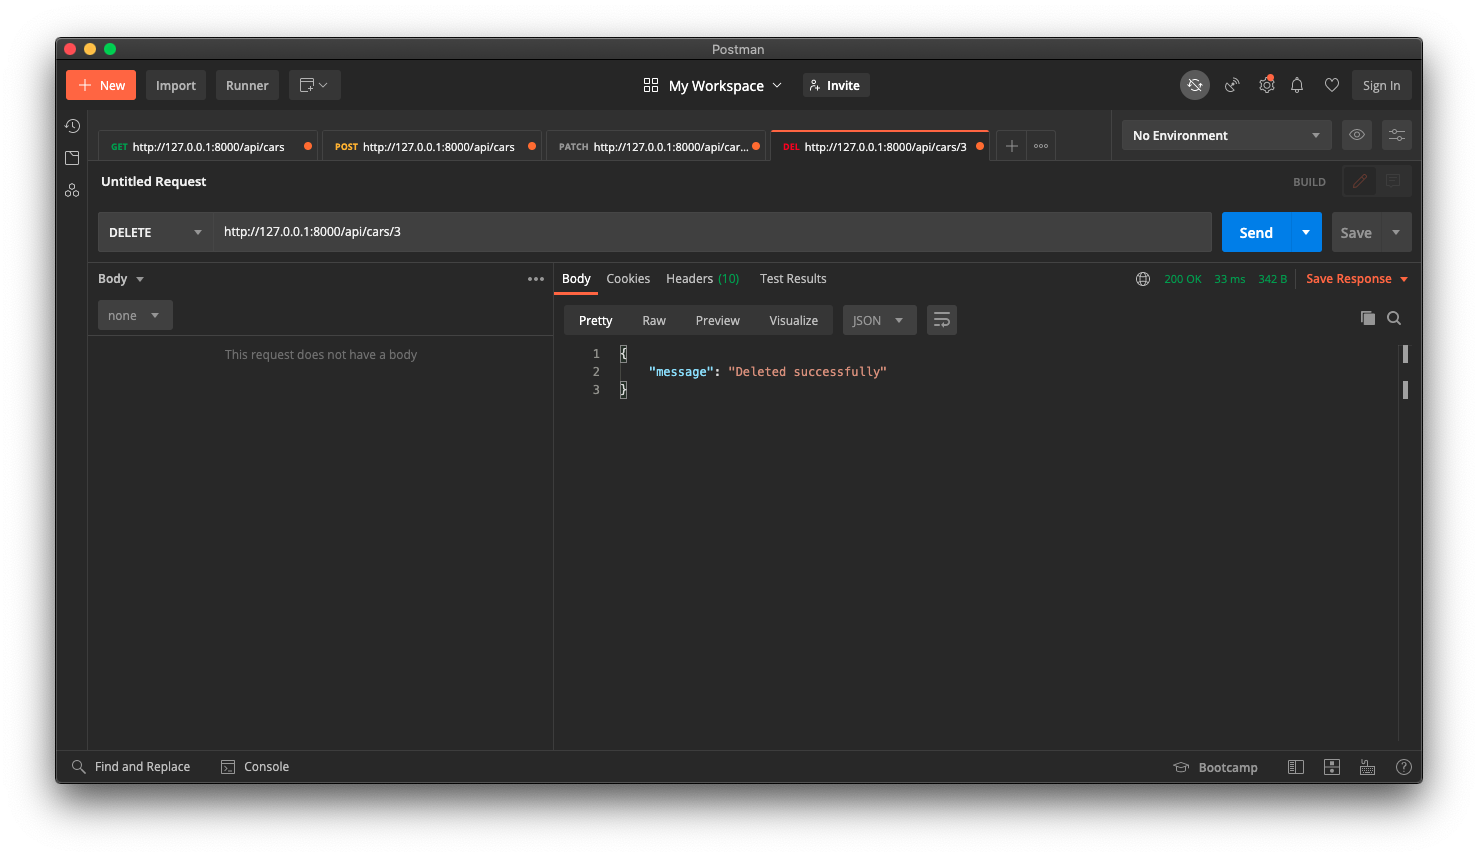 Postman
New Import Runner My Workspace Invite Sign In
GET http://127.0.0.1:8000/api/cars POST http://127.0.0.1:8000/api/cars PATCH http://127.0.0.1:8000/api/car... DEL http://127.0.0.1:8000/api/cars/3 No Environment
Untitled Request BUILD
DELETE http://127.0.0.1:8000/api/cars/3 Send Save
Body Body Cookies Headers (10) Test Results 200 OK 33 ms 342 B Save Response
none Pretty Raw Preview Visualize JSON
This request does not have a body
1 {
2 "message": "Deleted successfully"
3 }
Find and Replace Console Bootcamp